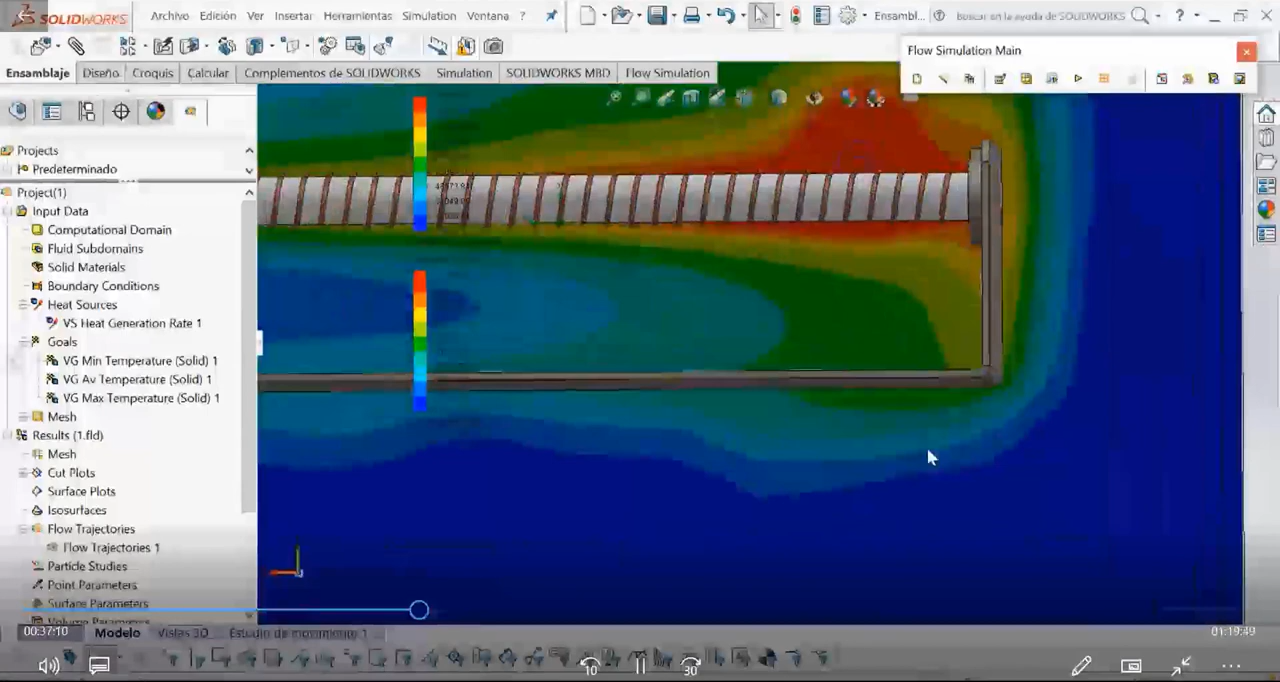 SOLIDWORKS Archivo Edición Ver Insertar Herramientas Simulation Ventana ? Ensambl... buscar en la ayuda de SOLIDWORKS ?
Flow Simulation Main
Ensamblaje Diseño Croquis Calcular Complementos de SOLIDWORKS Simulation SOLIDWORKS MBD Flow Simulation
Projects
Predeterminado
Project(1)
Input Data
Computational Domain
Fluid Subdomains
Solid Materials
Boundary Conditions
Heat Sources
VS Heat Generation Rate 1
Goals
VG Min Temperature (Solid) 1
VG Av Temperature (Solid) 1
VG Max Temperature (Solid) 1
Mesh
Results (1.fld)
Mesh
Cut Plots
Surface Plots
Isosurfaces
Flow Trajectories
Flow Trajectories 1
Particle Studies
Point Parameters
Surface Parameters
Volume Parameters
00:37:10 Modelo Vistas 3D Estudio de movimiento 1 01:19:49
10 30